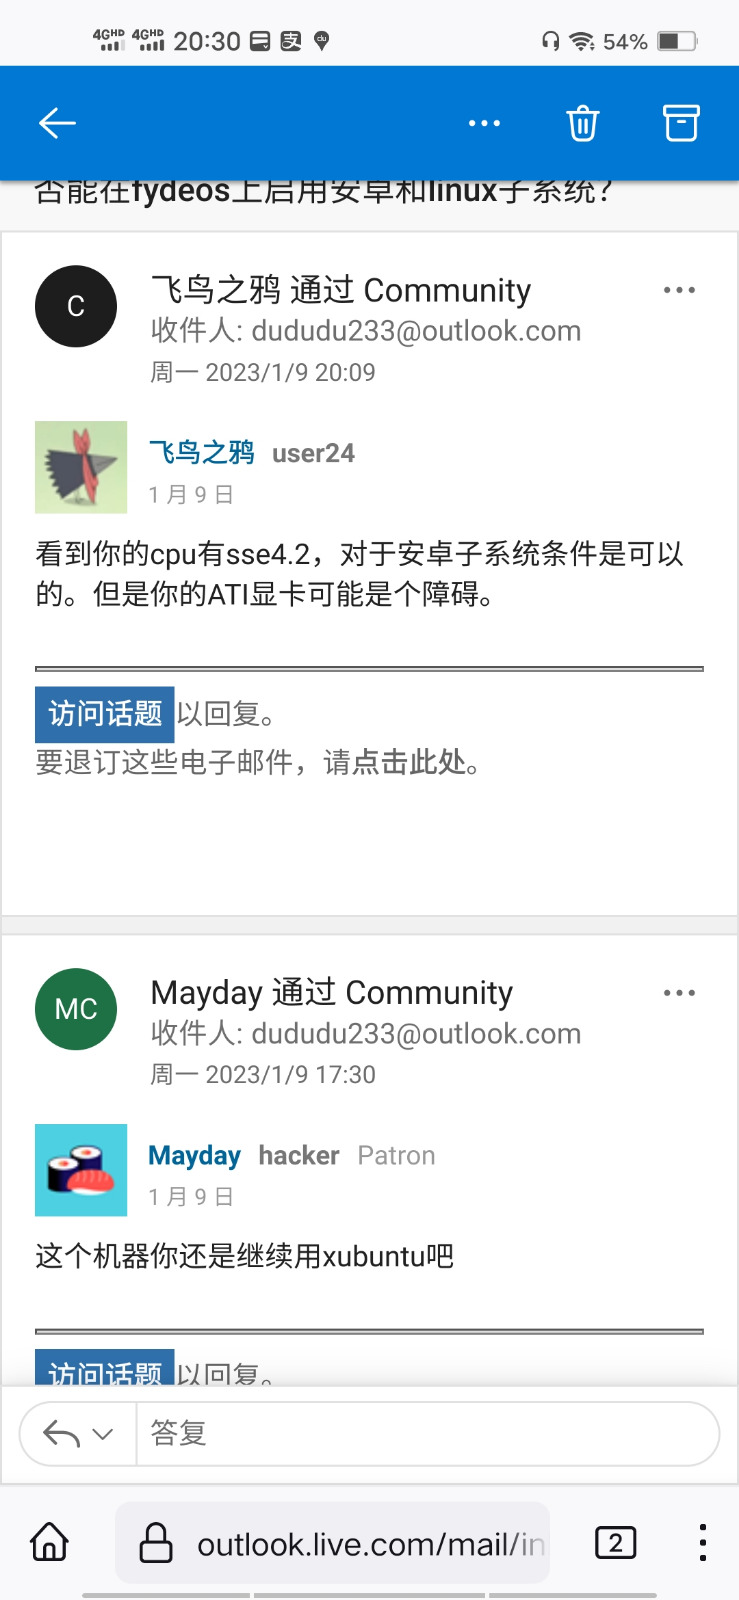 4GHD 4GHD 20:30 支 du 54%
否能在fydeos上启用安卓和linux子系统？
C
飞鸟之鸦 通过 Community
收件人: dududu233@outlook.com
周一 2023/1/9 20:09
飞鸟之鸦 user24
1 月 9 日
看到你的cpu有sse4.2，对于安卓子系统条件是可以
的。但是你的ATI显卡可能是个障碍。
访问话题 以回复。
要退订这些电子邮件，请点击此处。
MC
Mayday 通过 Community
收件人: dududu233@outlook.com
周一 2023/1/9 17:30
Mayday hacker Patron
1 月 9 日
这个机器你还是继续用xubuntu吧
访问话题 以回复。
答复
outlook.live.com/mail/in
2